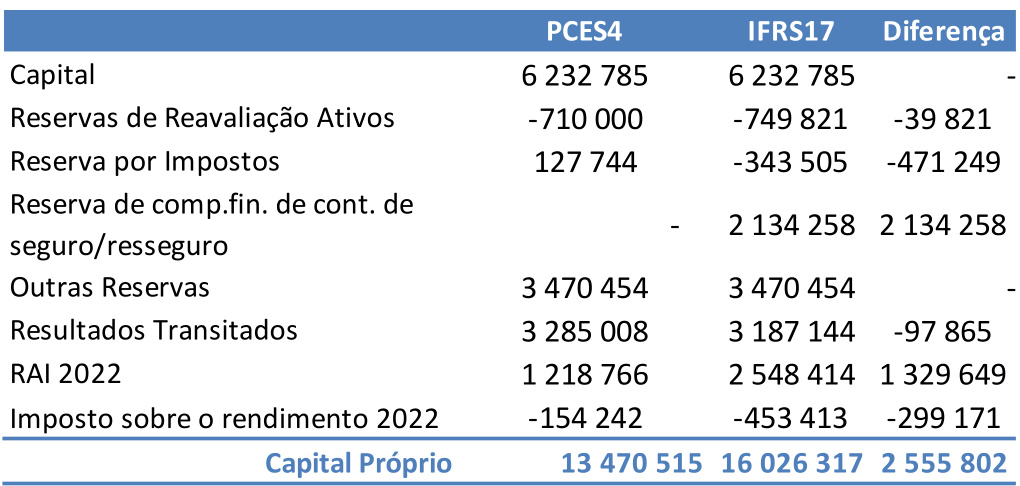 PCES4 IFRS17 Diferença
Capital 6 232 785 6 232 785 -
Reservas de Reavaliação Ativos -710 000 -749 821 -39 821
Reserva por Impostos 127 744 -343 505 -471 249
Reserva de comp.fin. de cont. de
seguro/resseguro - 2 134 258 2 134 258
Outras Reservas 3 470 454 3 470 454 -
Resultados Transitados 3 285 008 3 187 144 -97 865
RAI 2022 1 218 766 2 548 414 1 329 649
Imposto sobre o rendimento 2022 -154 242 -453 413 -299 171
Capital Próprio 13 470 515 16 026 317 2 555 802